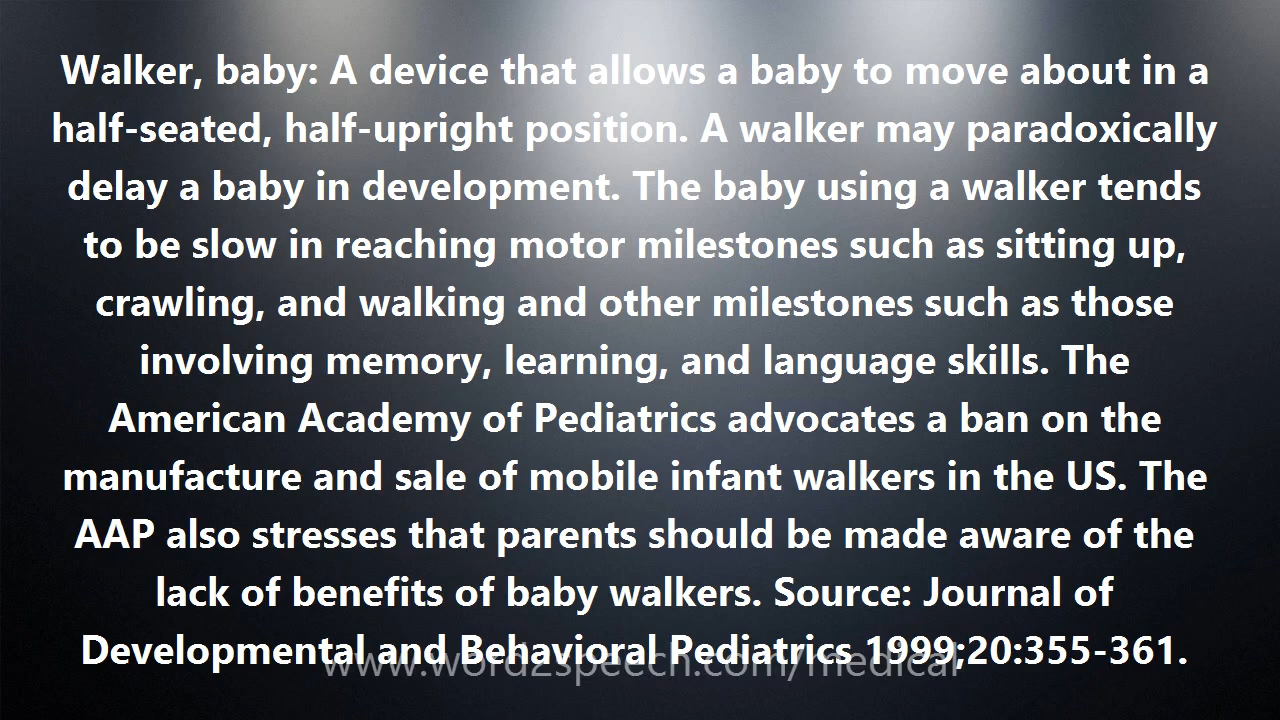 Walker, baby: A device that allows a baby to move about in a
half-seated, half-upright position. A walker may paradoxically
delay a baby in development. The baby using a walker tends
to be slow in reaching motor milestones such as sitting up,
crawling, and walking and other milestones such as those
involving memory, learning, and language skills. The
American Academy of Pediatrics advocates a ban on the
manufacture and sale of mobile infant walkers in the US. The
AAP also stresses that parents should be made aware of the
lack of benefits of baby walkers. Source: Journal of
Developmental and Behavioral Pediatrics 1999;20:355-361.
www.word2speech.com/medical